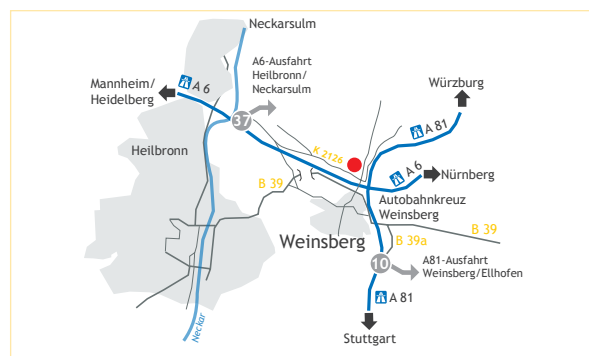 Neckarsulm
A6-Ausfahrt
Heilbronn/
Neckarsulm
Mannheim/
Heidelberg
A 6
Würzburg
A 81
37
Heilbronn
K 2126
A 6
Nürnberg
B 39
Autobahnkreuz
Weinsberg
Weinsberg
B 39
B 39a
10
A81-Ausfahrt
Weinsberg/Ellhofen
A 81
Neckar
Stuttgart